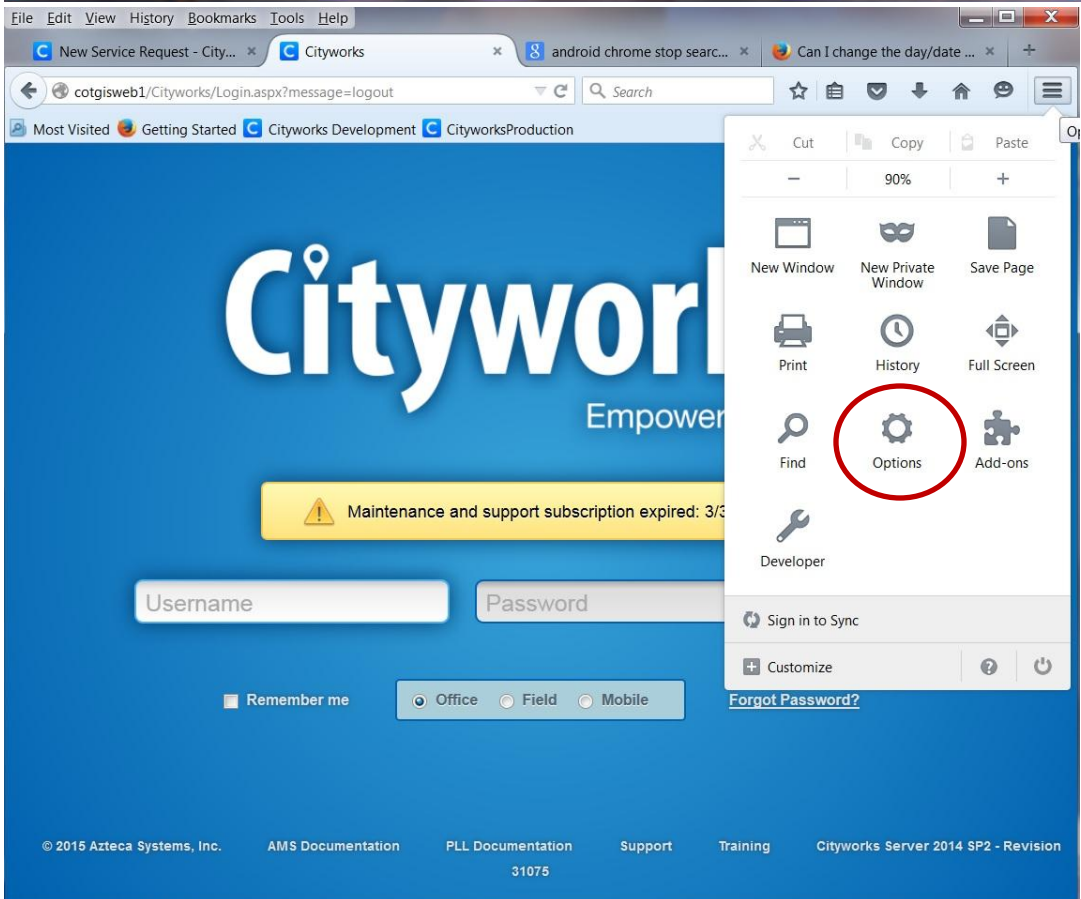 File Edit View History Bookmarks Tools Help
New Service Request - City... × Cityworks × android chrome stop searc... × Can I change the day/date ... × +
cotgisweb1/Cityworks/Login.aspx?message=logout Search
Most Visited Getting Started Cityworks Development CityworksProduction
Cut Copy Paste
− 90% +
New Window New Private Window Save Page
Print History Full Screen
Find Options Add-ons
Developer
Sign in to Sync
Customize
Citywor
Empower
Maintenance and support subscription expired: 3/3
Username Password
Remember me Office Field Mobile Forgot Password?
© 2015 Azteca Systems, Inc. AMS Documentation PLL Documentation Support Training Cityworks Server 2014 SP2 - Revision
31075